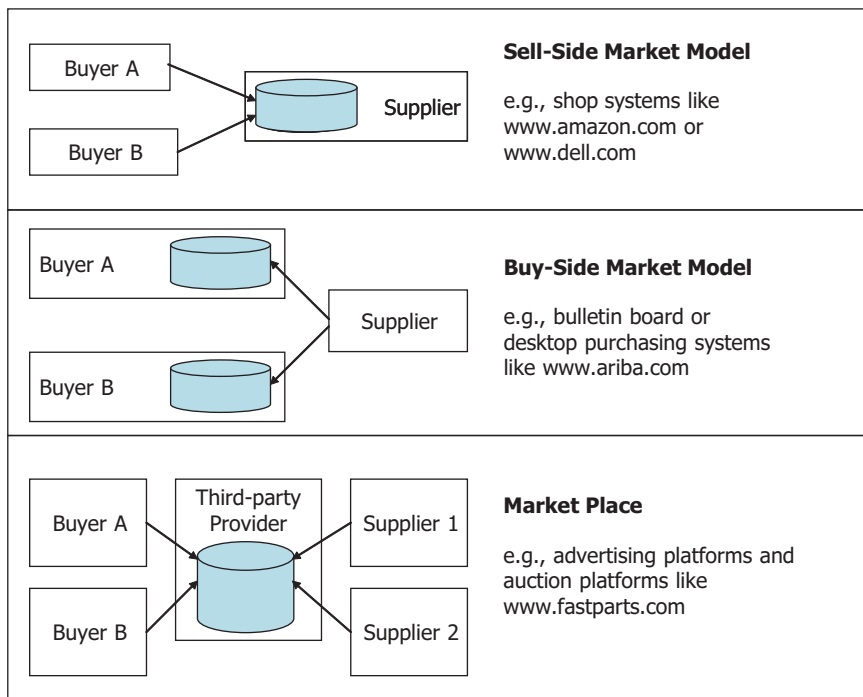 Buyer A
Buyer B
Supplier
Sell-Side Market Model
e.g., shop systems like
www.amazon.com or
www.dell.com
Buyer A
Buyer B
Supplier
Buy-Side Market Model
e.g., bulletin board or
desktop purchasing systems
like www.ariba.com
Buyer A
Buyer B
Third-party
Provider
Supplier 1
Supplier 2
Market Place
e.g., advertising platforms and
auction platforms like
www.fastparts.com